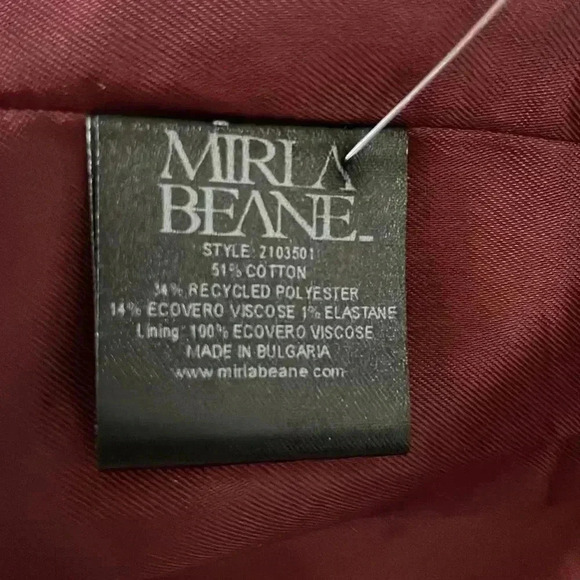 MIRLA
BEANE
STYLE: 2103501
51% COTTON
34% RECYCLED POLYESTER
14% ECOVERO VISCOSE 1% ELASTANE
Lining: 100% ECOVERO VISCOSE
MADE IN BULGARIA
www.mirlabeane.com